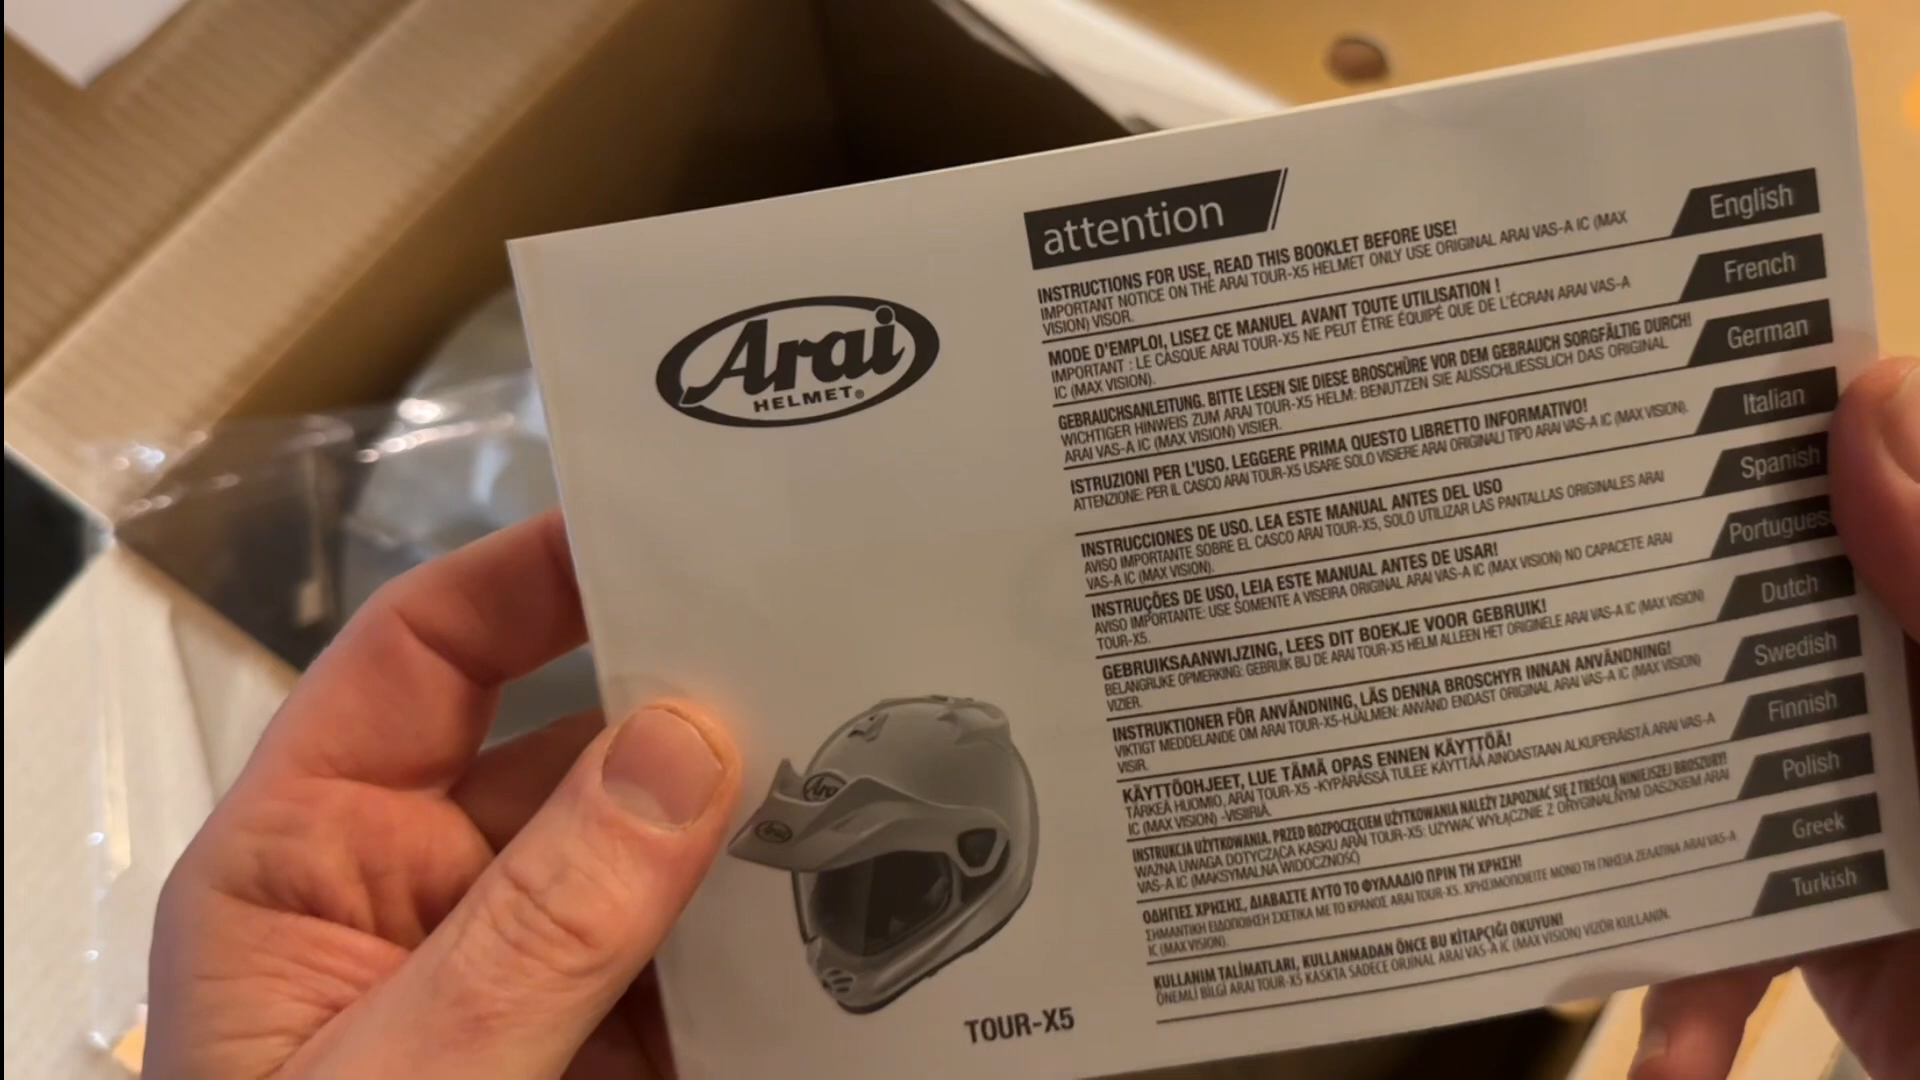 Arai
HELMET®
attention
English
INSTRUCTIONS FOR USE, READ THIS BOOKLET BEFORE USE!
IMPORTANT NOTICE ON THE ARAI TOUR-X5 HELMET ONLY USE ORIGINAL ARAI VAS-A IC (MAX
VISION) VISOR.
French
MODE D'EMPLOI, LISEZ CE MANUEL AVANT TOUTE UTILISATION !
IMPORTANT : LE CASQUE ARAI TOUR-X5 NE PEUT ÊTRE ÉQUIPÉ QUE DE L'ÉCRAN ARAI VAS-A
IC (MAX VISION).
German
GEBRAUCHSANLEITUNG. BITTE LESEN SIE DIESE BROSCHÜRE VOR DEM GEBRAUCH SORGFÄLTIG DURCH!
WICHTIGER HINWEIS ZUM ARAI TOUR-X5 HELM: BENUTZEN SIE AUSSCHLIESSLICH DAS ORIGINAL
ARAI VAS-A IC (MAX VISION) VISIER.
Italian
ISTRUZIONI PER L'USO. LEGGERE PRIMA QUESTO LIBRETTO INFORMATIVO!
ATTENZIONE: PER IL CASCO ARAI TOUR-X5 USARE SOLO VISIERE ARAI ORIGINALI TIPO ARAI VAS-A IC (MAX VISION).
Spanish
INSTRUCCIONES DE USO. LEA ESTE MANUAL ANTES DEL USO
AVISO IMPORTANTE SOBRE EL CASCO ARAI TOUR-X5, SOLO UTILIZAR LAS PANTALLAS ORIGINALES ARAI
VAS-A IC (MAX VISION).
Portugues
INSTRUÇÕES DE USO, LEIA ESTE MANUAL ANTES DE USAR!
AVISO IMPORTANTE: USE SOMENTE A VISEIRA ORIGINAL ARAI VAS-A IC (MAX VISION) NO CAPACETE ARAI
TOUR-X5.
Dutch
GEBRUIKSAANWIJZING, LEES DIT BOEKJE VOOR GEBRUIK!
BELANGRIJKE OPMERKING: GEBRUIK BIJ DE ARAI TOUR-X5 HELM ALLEEN HET ORIGINELE ARAI VAS-A IC (MAX VISION)
VIZIER.
Swedish
INSTRUKTIONER FÖR ANVÄNDNING, LÄS DENNA BROSCHYR INNAN ANVÄNDNING!
VIKTIGT MEDDELANDE OM ARAI TOUR-X5-HJÄLMEN: ANVÄND ENDAST ORIGINAL ARAI VAS-A IC (MAX VISION)
VISIR.
Finnish
KÄYTTÖOHJEET, LUE TÄMÄ OPAS ENNEN KÄYTTÖÄ!
TÄRKEÄ HUOMIO, ARAI TOUR-X5 -KYPÄRÄSSÄ TULEE KÄYTTÄÄ AINOASTAAN ALKUPERÄISTÄ ARAI VAS-A
IC (MAX VISION) -VISIIRIÄ.
Polish
INSTRUKCJA UŻYTKOWANIA. PRZED ROZPOCZĘCIEM UŻYTKOWANIA NALEŻY ZAPOZNAĆ SIĘ Z TREŚCIĄ NINIEJSZEJ BROSZURY!
WAŻNA UWAGA DOTYCZĄCA KASKU ARAI TOUR-X5: UŻYWAĆ WYŁĄCZNIE Z ORYGINALNYM DASZKIEM ARAI
VAS-A IC (MAKSYMALNA WIDOCZNOŚĆ)
Greek
ΟΔΗΓΙΕΣ ΧΡΗΣΗΣ, ΔΙΑΒΑΣΤΕ ΑΥΤΟ ΤΟ ΦΥΛΛΑΔΙΟ ΠΡΙΝ ΤΗ ΧΡΗΣΗ!
ΣΗΜΑΝΤΙΚΗ ΕΙΔΟΠΟΙΗΣΗ ΣΧΕΤΙΚΑ ΜΕ ΤΟ ΚΡΑΝΟΣ ARAI TOUR-X5. ΧΡΗΣΙΜΟΠΟΙΕΙΤΕ ΜΟΝΟ ΤΗ ΓΝΗΣΙΑ ΖΕΛΑΤΙΝΑ ARAI VAS-A
IC (MAX VISION).
Turkish
KULLANIM TALİMATLARI, KULLANMADAN ÖNCE BU KİTAPÇIĞI OKUYUN!
ÖNEMLİ BİLGİ ARAI TOUR-X5 KASKTA SADECE ORJİNAL ARAI VAS-A IC (MAX VISION) VİZÖR KULLANIN.
Arai
Arai
TOUR-X5